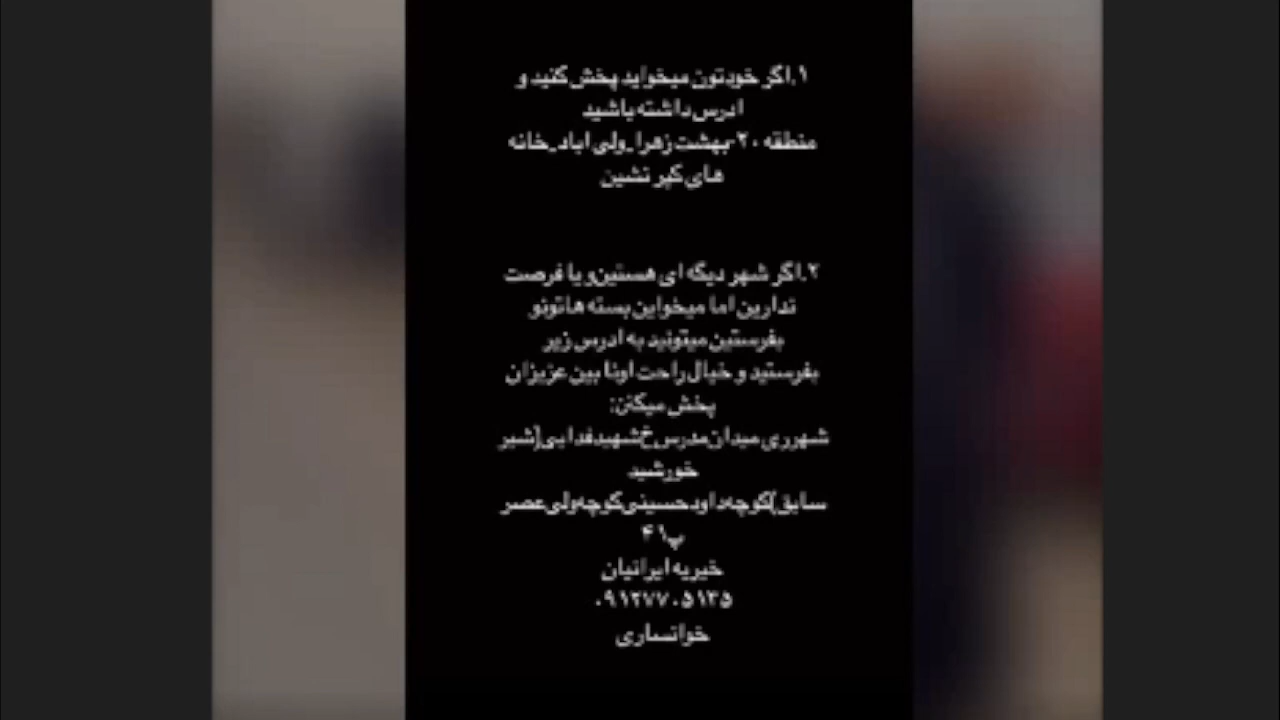 ۱.اگر خودتون میخواید پخش کنید و
ادرس داشته باشید
منطقه ۲۰-بهشت زهرا_ولی اباد_خانه
های کپر نشین
۲.اگر شهر دیگه ای هستین و یا فرصت
ندارین اما میخواین بسته هاتونو
بفرستین میتونید به ادرس زیر
بفرستید و خیال راحت اونا بین عزیزان
پخش میکنن:
شهرری میدان مدرس خ شهید فدایی(شیر
خورشید
سابق)کوچه داود حسینی کوچه ولی عصر
خیریه ایرانیان
۰۹۱۲۷۷۰۵۱۳۵
خوانساری